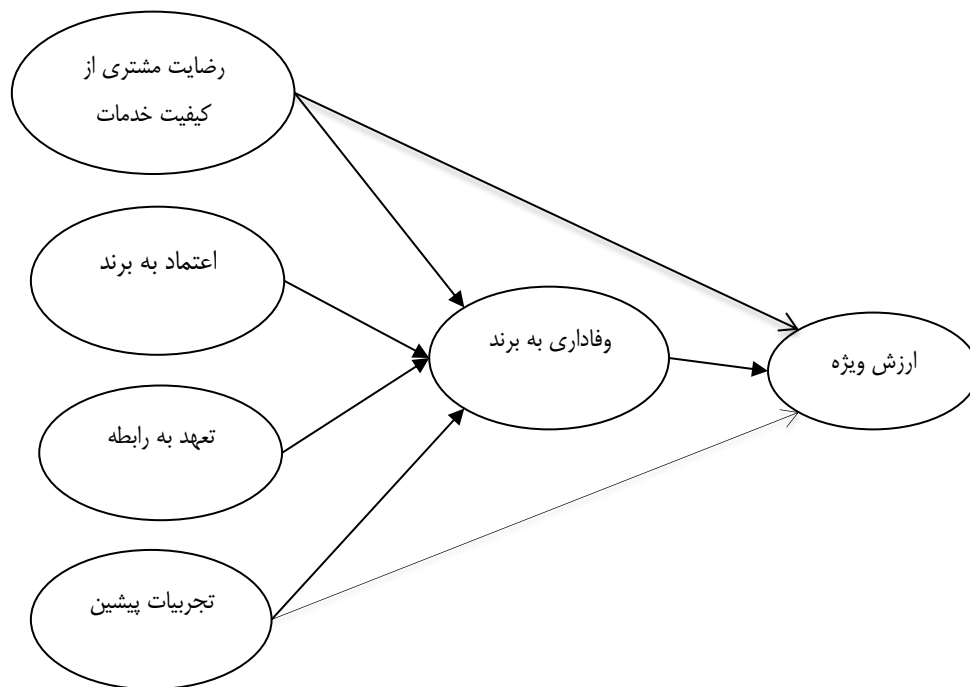 رضایت مشتری از
کیفیت خدمات
اعتماد به برند
وفاداری به برند
ارزش ویژه
تعهد به رابطه
تجربیات پیشین